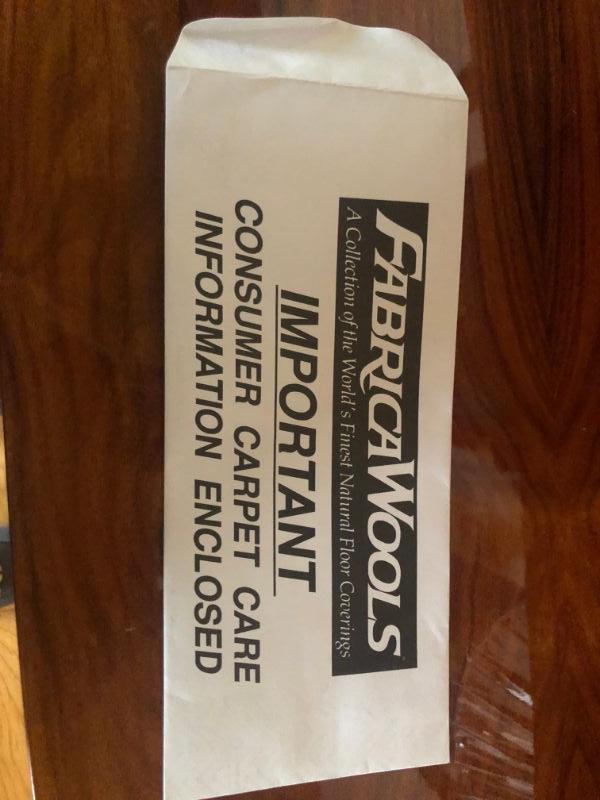 FABRICA WOOLS
A Collection of the World's Finest Natural Floor Coverings
IMPORTANT
CONSUMER CARPET CARE
INFORMATION ENCLOSED